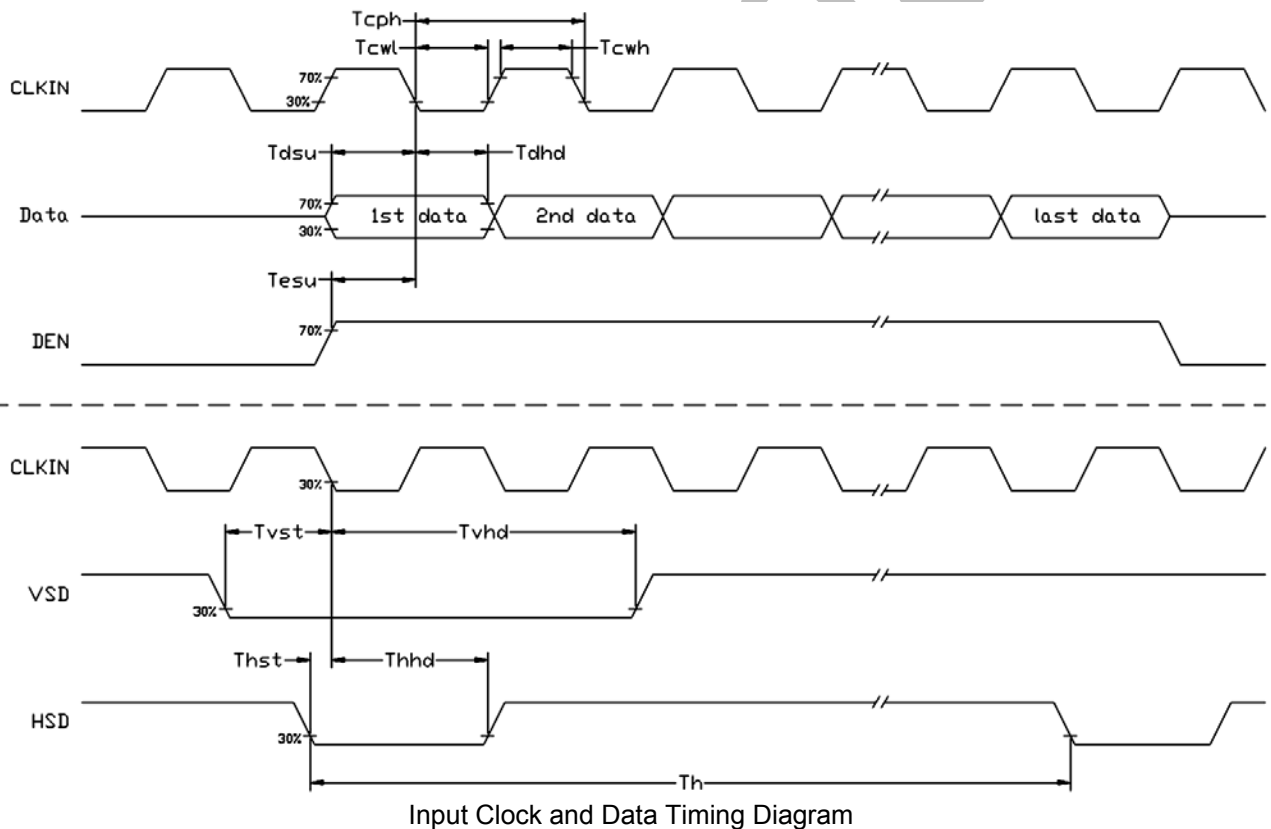 Tcph
Tcwl Tcwh
CLKIN 70%
30%
Tdsu Tdhd
Data 70% 1st data 2nd data last data
30%
Tesu
DEN 70%
CLKIN 30%
Tvst Tvhd
VSD 30%
Thst Thhd
HSD 30%
Th
Input Clock and Data Timing Diagram